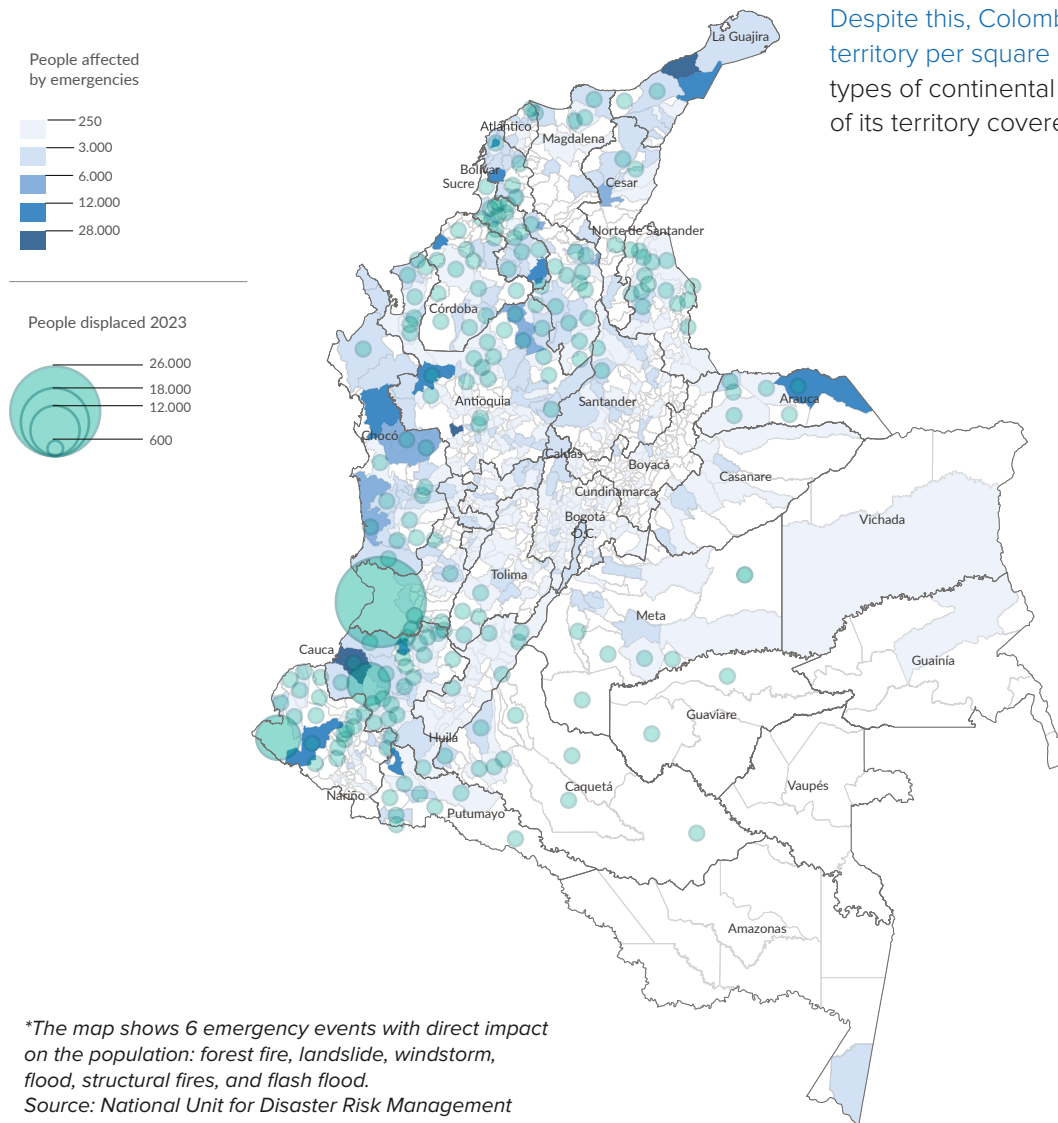 Despite this, Colomb
territory per square
types of continental
of its territory covere
People affected
by emergencies
250
3.000
6.000
12.000
28.000
People displaced 2023
26.000
18.000
12.000
600
La Guajira
Atlántico
Magdalena
Bolívar
Sucre
Cesar
Norte de Santander
Córdoba
Antioquia
Santander
Arauca
Chocó
Caldas
Boyacá
Casanare
Cundinamarca
Bogotá
D.C.
Vichada
Tolima
Meta
Cauca
Guainía
Guaviare
Huila
Caquetá
Vaupés
Nariño
Putumayo
Amazonas
*The map shows 6 emergency events with direct impact
on the population: forest fire, landslide, windstorm,
flood, structural fires, and flash flood.
Source: National Unit for Disaster Risk Management